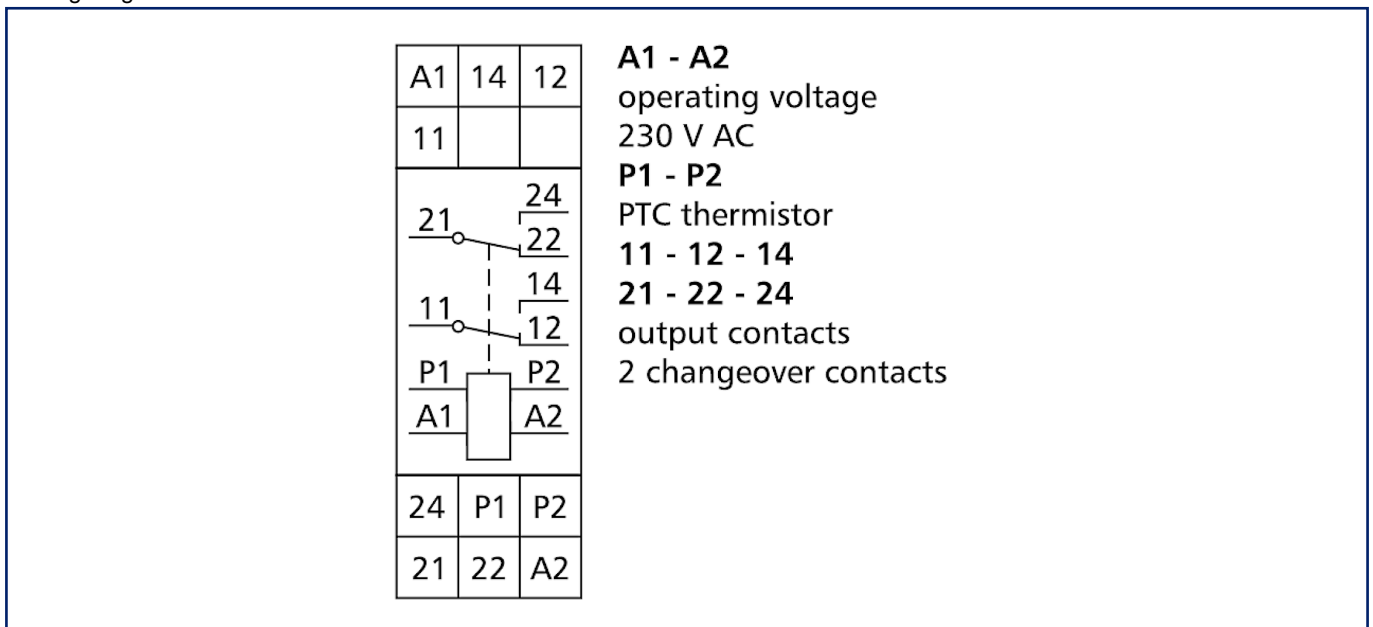 A1 14 12
11
24
21
22
14
11
12
P1 P2
A1 A2
24 P1 P2
21 22 A2
A1 - A2
operating voltage
230 V AC
P1 - P2
PTC thermistor
11 - 12 - 14
21 - 22 - 24
output contacts
2 changeover contacts